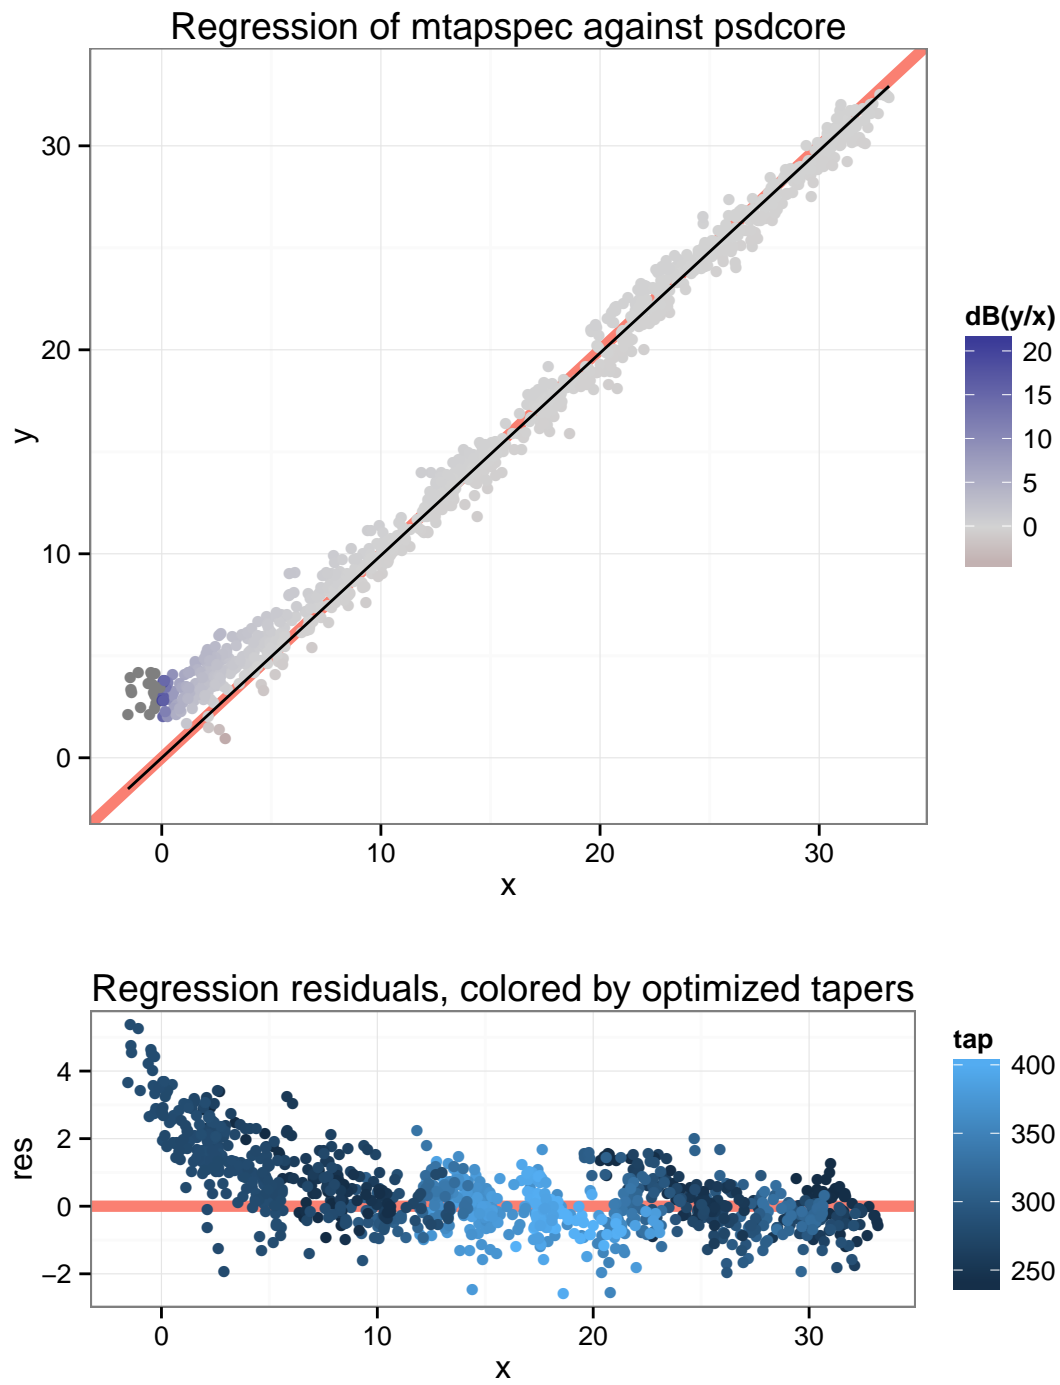 Regression of mtapspec against psdcore
30
20
10
0
y
0 10 20 30
x
dB(y/x)
20
15
10
5
0
Regression residuals, colored by optimized tapers
4
2
0
−2
res
0 10 20 30
x
tap
400
350
300
250